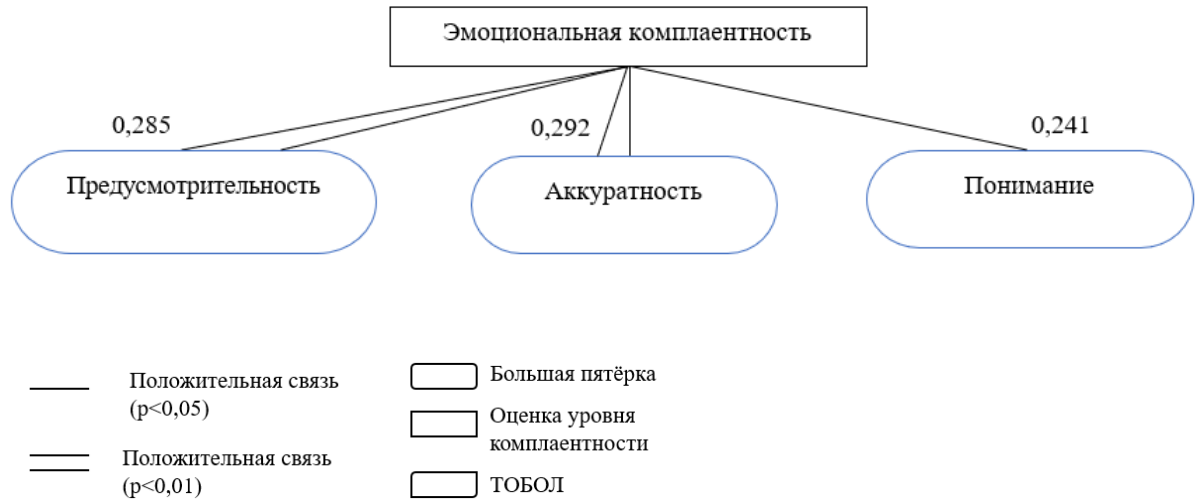 Эмоциональная комплаентность
0,285
0,292
0,241
Предусмотрительность
Аккуратность
Понимание
Положительная связь
(p<0,05)
Положительная связь
(p<0,01)
Большая пятёрка
Оценка уровня
комплаентности
ТОБОЛ